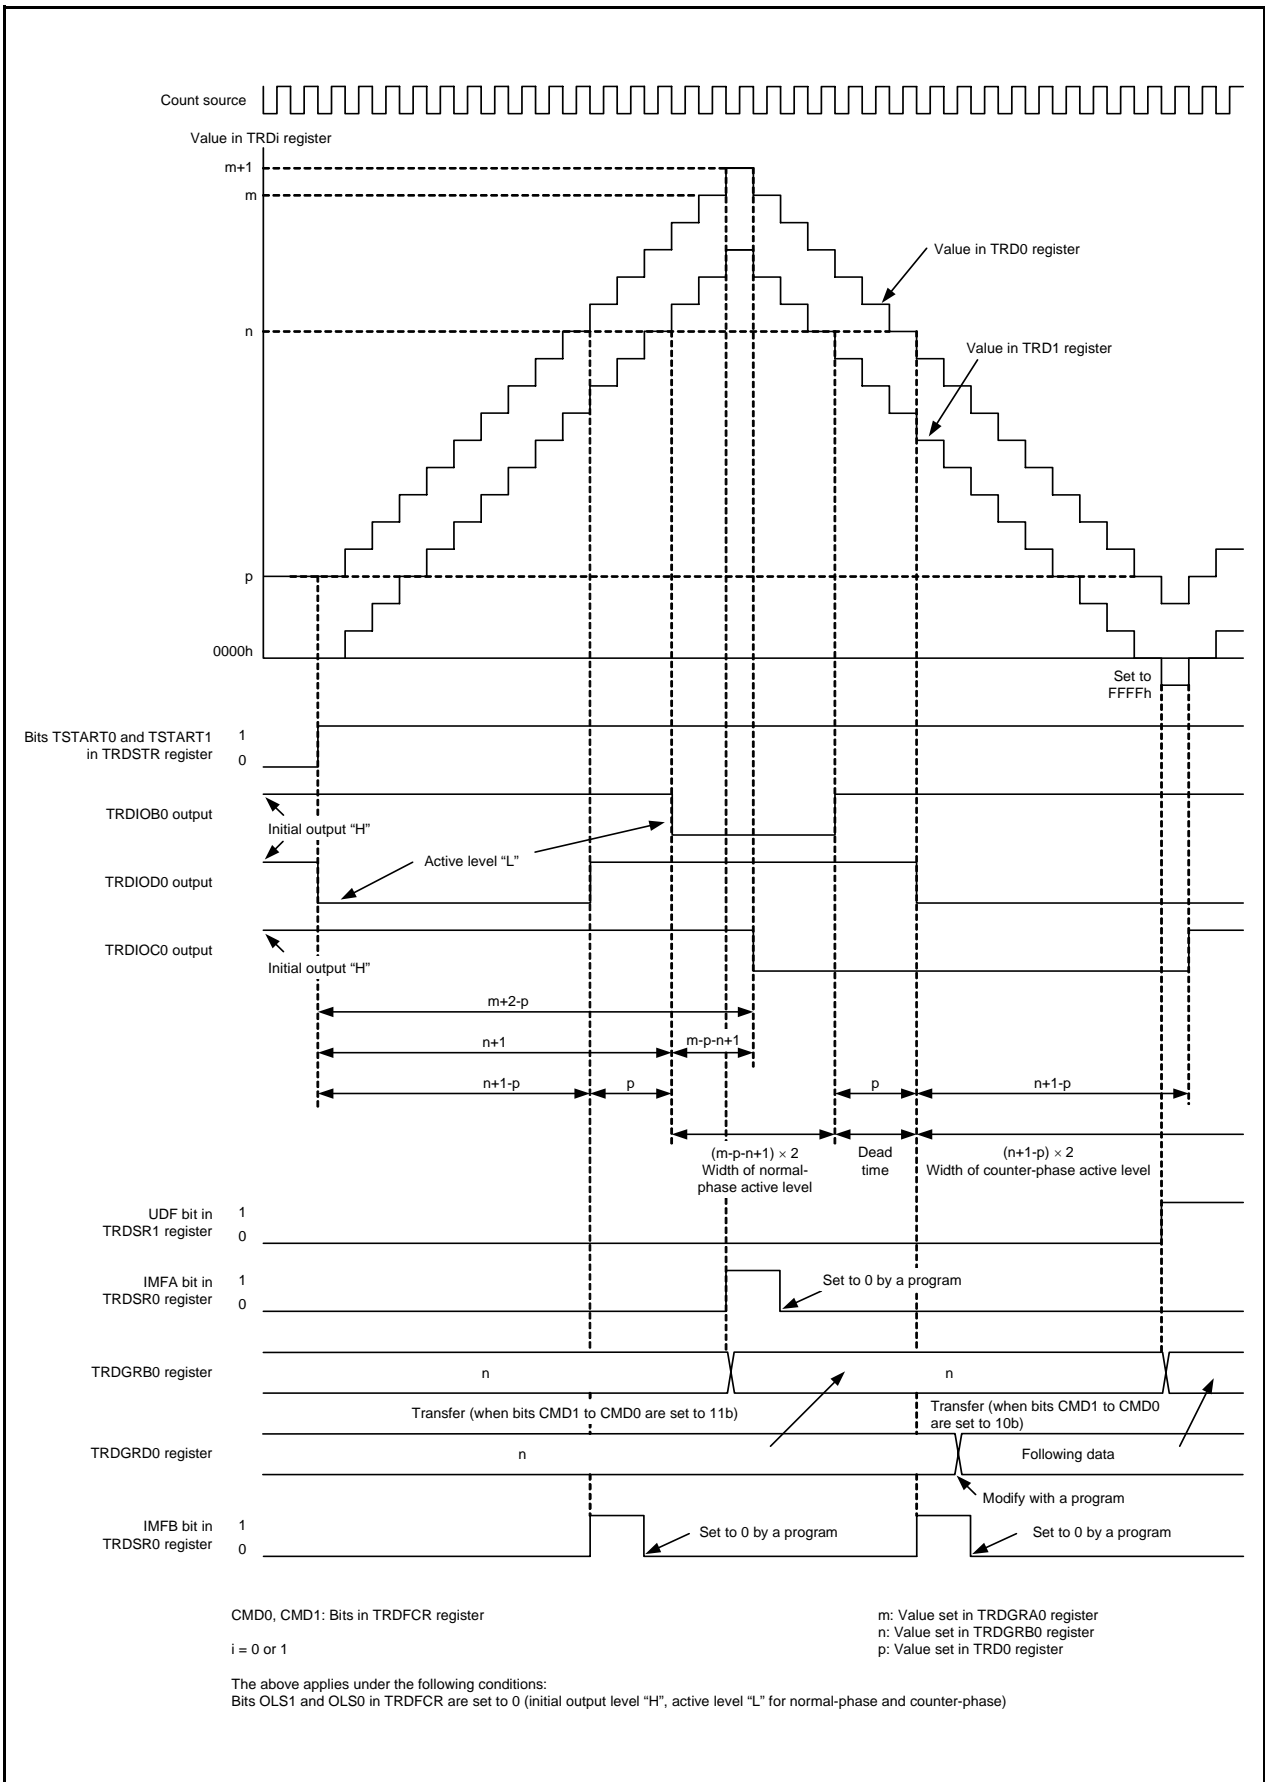 Count source
Value in TRDi register
m+1
m
Value in TRD0 register
n
Value in TRD1 register
p
0000h
Set to
FFFFh
Bits TSTART0 and TSTART1
in TRDSTR register
1
0
TRDIOB0 output
Initial output “H”
Active level “L”
TRDIOD0 output
TRDIOC0 output
Initial output “H”
m+2-p
n+1
m-p-n+1
n+1-p
p
p
n+1-p
(m-p-n+1) × 2
Width of normal-
phase active level
Dead
time
(n+1-p) × 2
Width of counter-phase active level
UDF bit in
TRDSR1 register
1
0
IMFA bit in
TRDSR0 register
1
0
Set to 0 by a program
TRDGRB0 register
n
n
Transfer (when bits CMD1 to CMD0 are set to 11b)
Transfer (when bits CMD1 to CMD0
are set to 10b)
TRDGRD0 register
n
Following data
Modify with a program
IMFB bit in
TRDSR0 register
1
0
Set to 0 by a program
Set to 0 by a program
CMD0, CMD1: Bits in TRDFCR register
i = 0 or 1
m: Value set in TRDGRA0 register
n: Value set in TRDGRB0 register
p: Value set in TRD0 register
The above applies under the following conditions:
Bits OLS1 and OLS0 in TRDFCR are set to 0 (initial output level “H”, active level “L” for normal-phase and counter-phase)